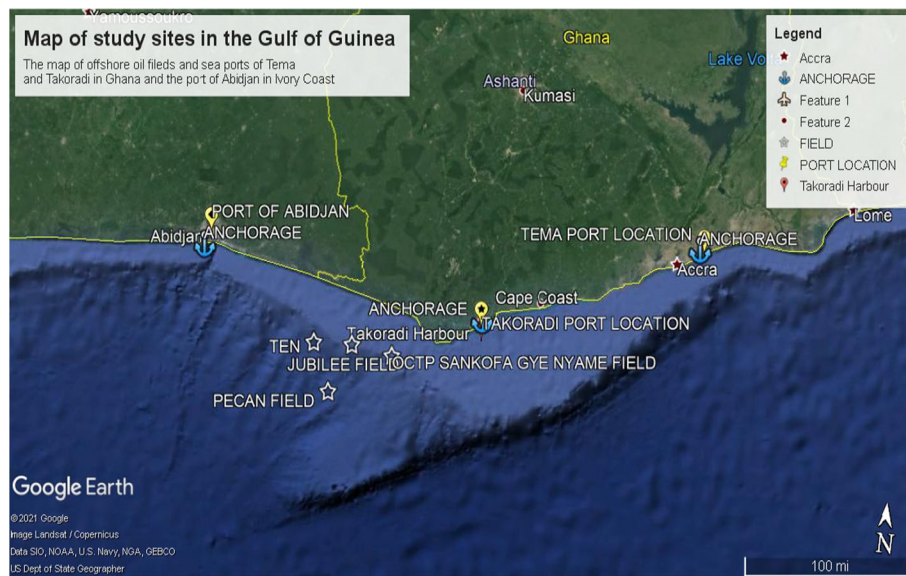 Yamoussoukro
Map of study sites in the Gulf of Guinea
The map of offshore oil fileds and sea ports of Tema
and Takoradi in Ghana and the port of Abidjan in Ivory Coast
Ghana
Ashanti
Kumasi
Lake Vo
Legend
Accra
ANCHORAGE
Feature 1
Feature 2
FIELD
PORT LOCATION
Takoradi Harbour
Lome
PORT OF ABIDJAN
Abidjan
ANCHORAGE
TEMA PORT LOCATION
ANCHORAGE
Accra
Cape Coast
ANCHORAGE
TAKORADI PORT LOCATION
Takoradi Harbour
TEN
JUBILEE FIELD
OCTP SANKOFA GYE NYAME FIELD
PECAN FIELD
Google Earth
©2021 Google
Image Landsat / Copernicus
Data SIO, NOAA, U.S. Navy, NGA, GEBCO
US Dept of State Geographer
N
100 mi